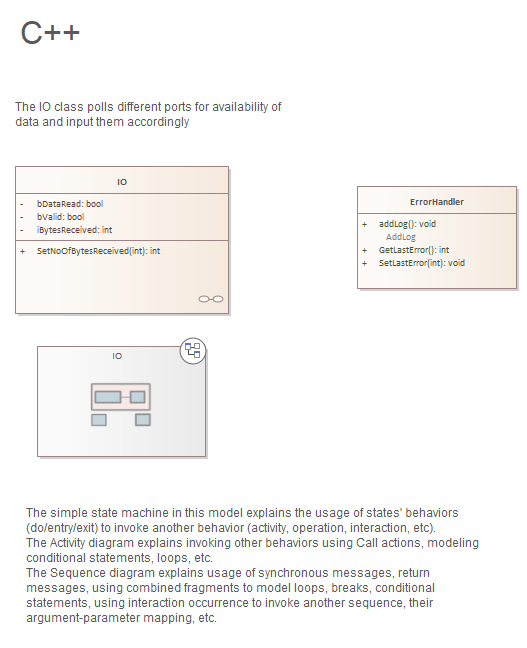 C++
The IO class polls different ports for availability of
data and input them accordingly
IO
- bDataRead: bool
- bValid: bool
- iBytesReceived: int
+ SetNoOfBytesReceived(int): int
ErrorHandler
+ addLog(): void
AddLog
+ GetLastError(): int
+ SetLastError(int): void
IO
The simple state machine in this model explains the usage of states' behaviors
(do/entry/exit) to invoke another behavior (activity, operation, interaction, etc).
The Activity diagram explains invoking other behaviors using Call actions, modeling
conditional statements, loops, etc.
The Sequence diagram explains usage of synchronous messages, return
messages, using combined fragments to model loops, breaks, conditional
statements, using interaction occurrence to invoke another sequence, their
argument-parameter mapping, etc.